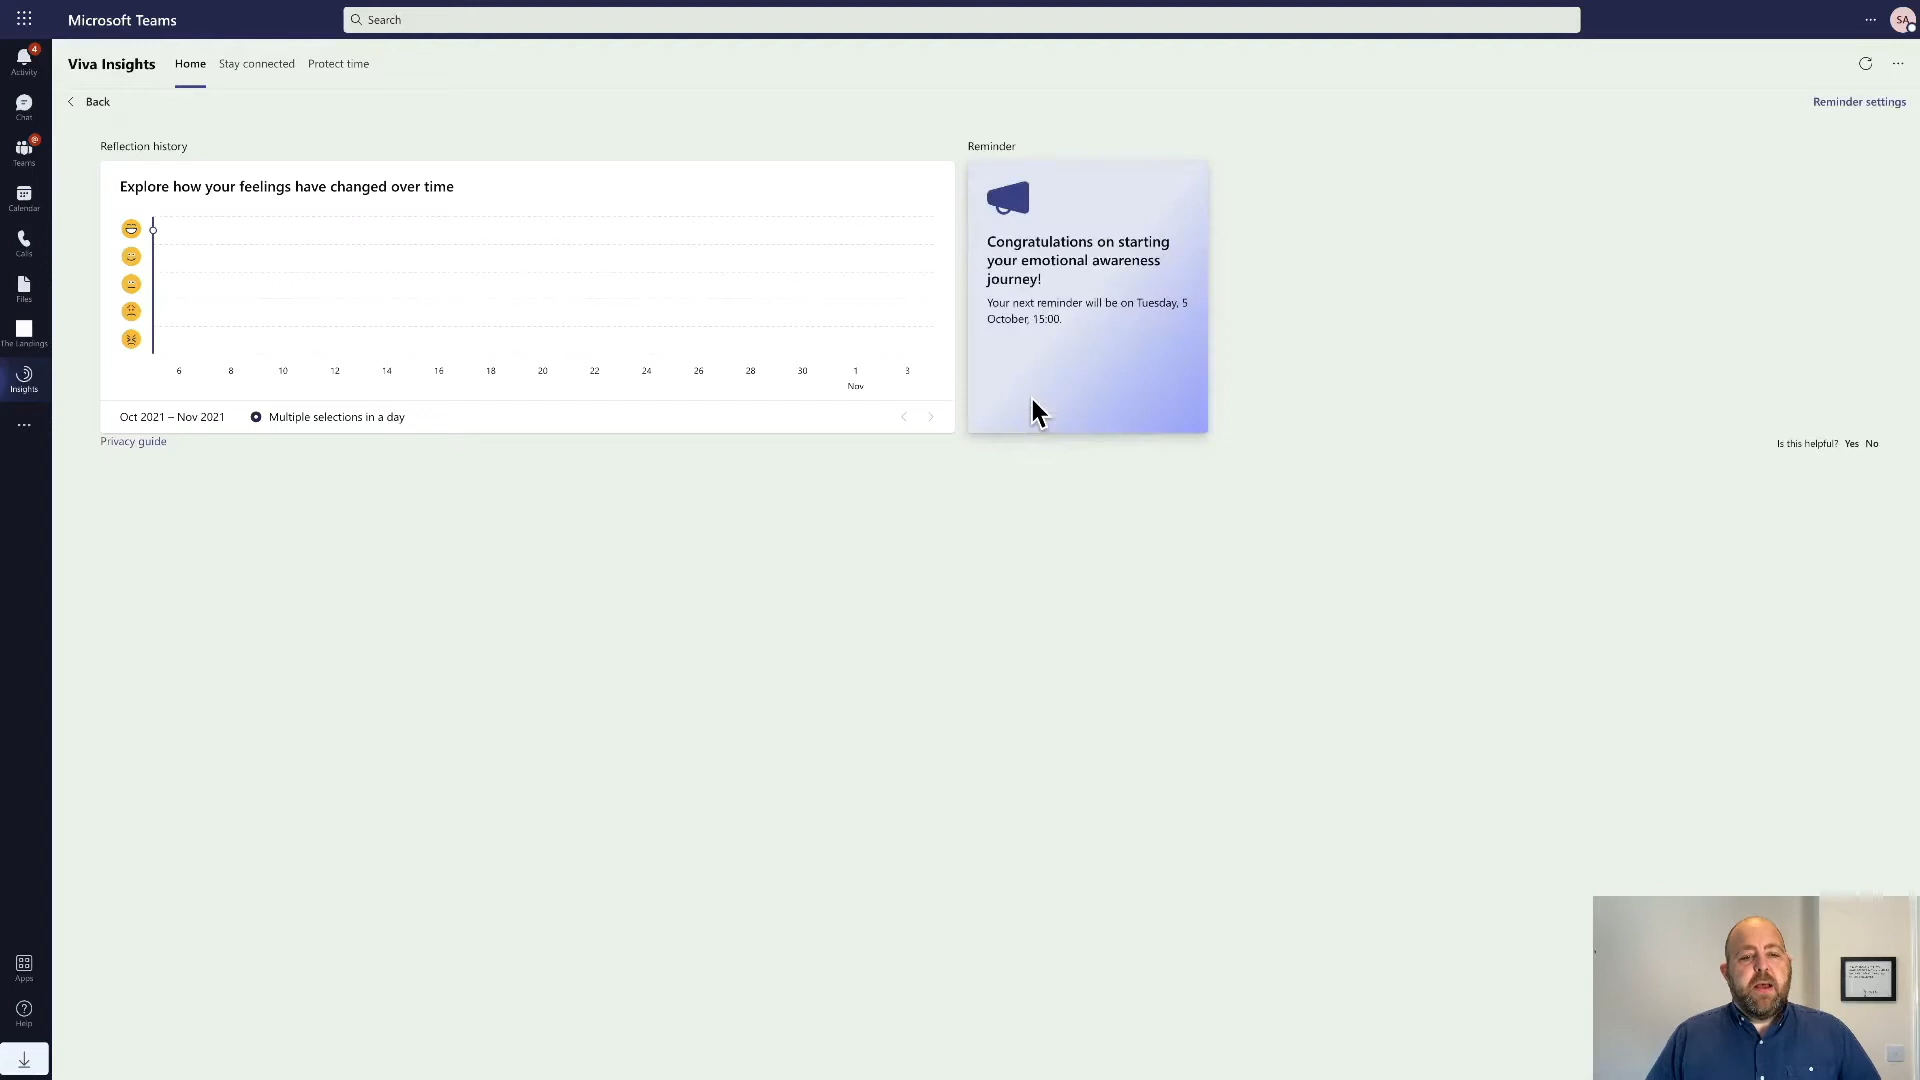 Microsoft Teams
Search
SA
4
Activity
Chat
@
Teams
Calendar
Calls
Files
The Landings
Insights
Apps
Help
Viva Insights
Home
Stay connected
Protect time
Back
Reminder settings
Reflection history
Explore how your feelings have changed over time
6 8 10 12 14 16 18 20 22 24 26 28 30 1 3
Nov
Oct 2021 – Nov 2021
Multiple selections in a day
Privacy guide
Reminder
Congratulations on starting
your emotional awareness
journey!
Your next reminder will be on Tuesday, 5
October, 15:00.
Is this helpful? Yes No